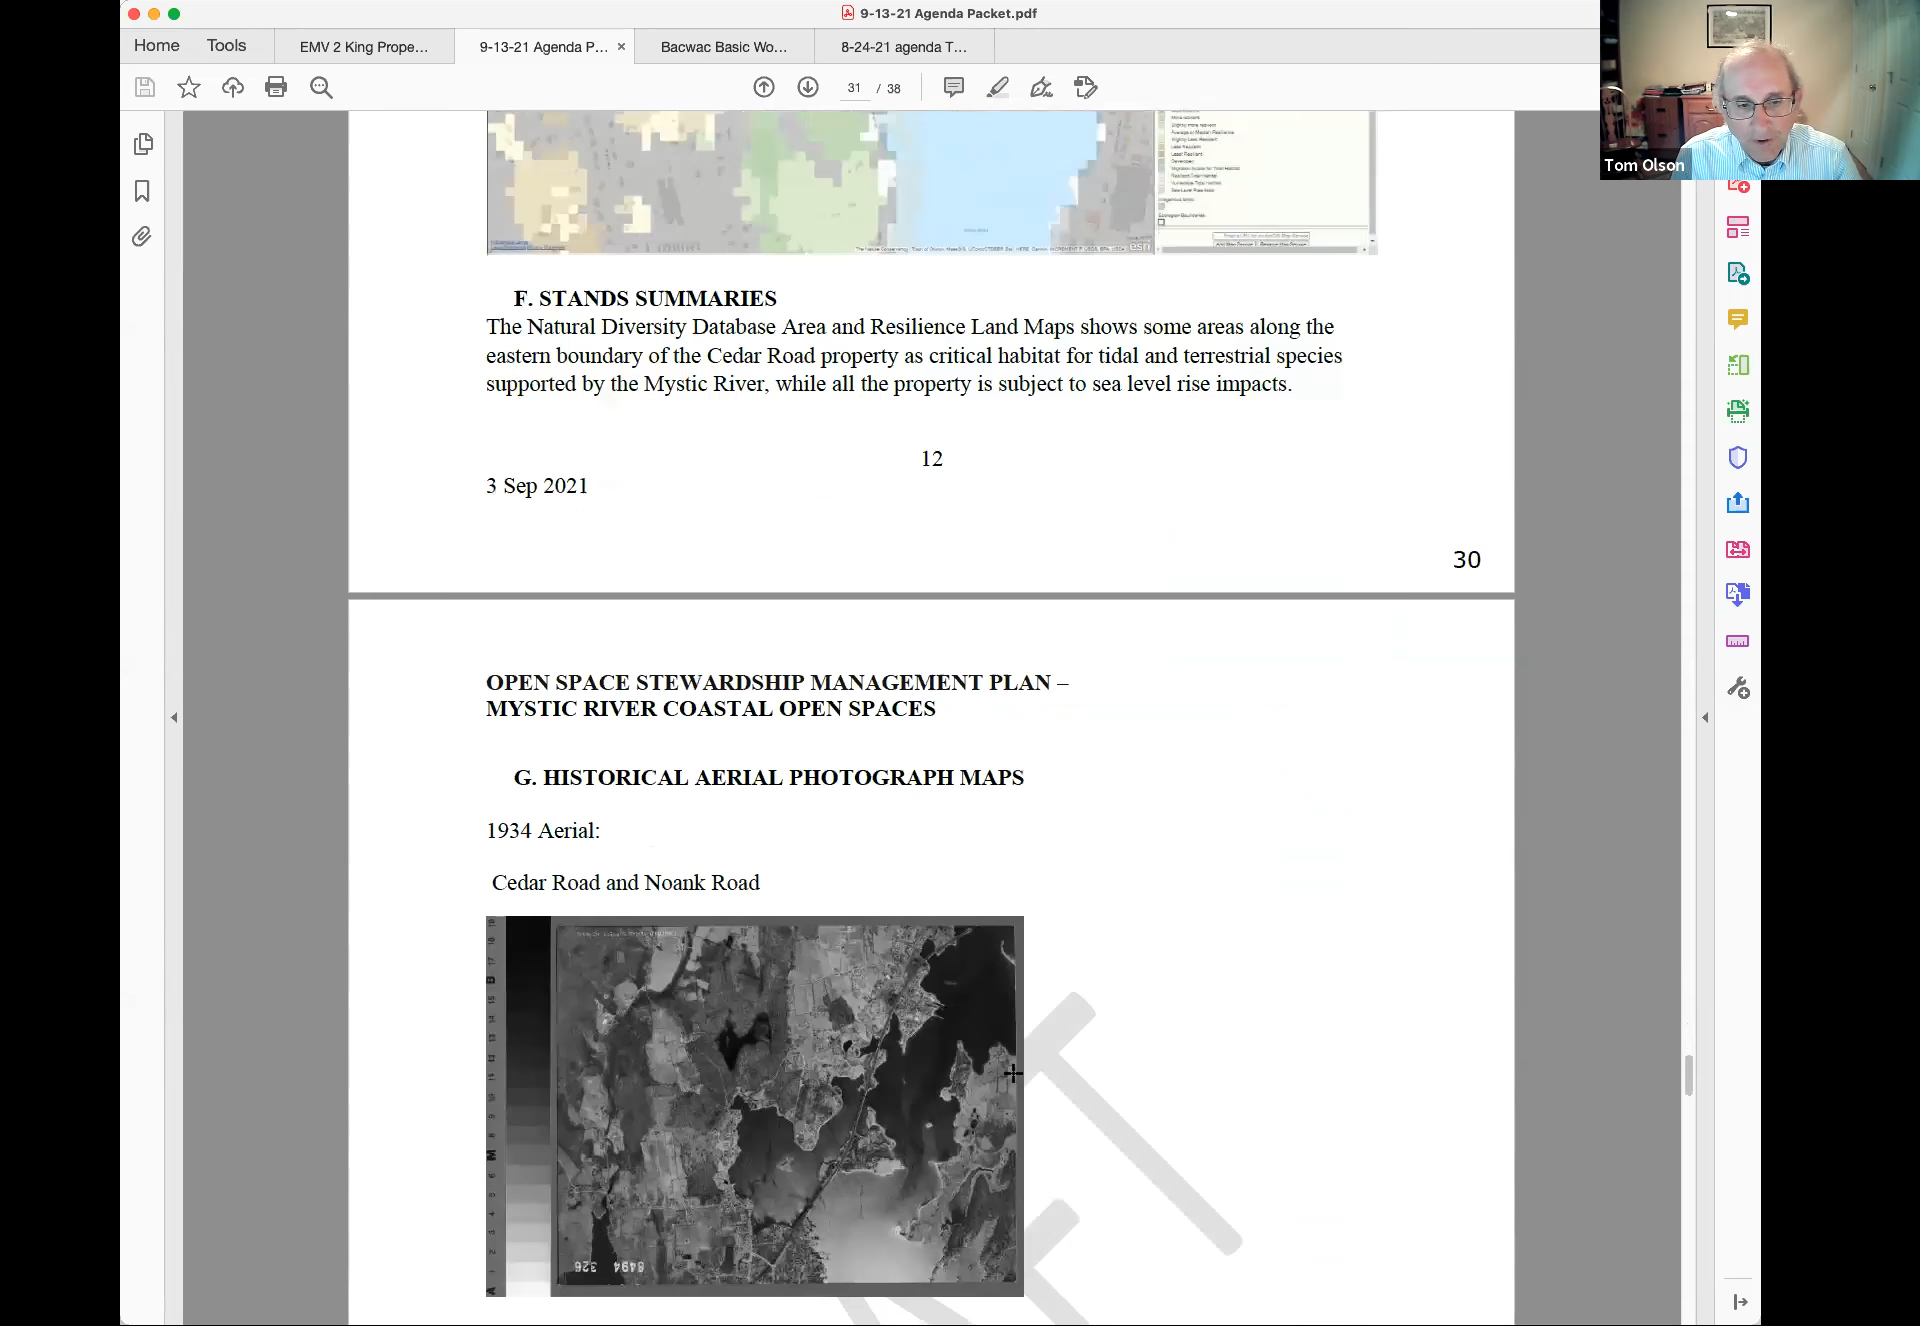 9-13-21 Agenda Packet.pdf
Home
Tools
EMV 2 King Prope...
9-13-21 Agenda P... ×
Bacwac Basic Wo...
8-24-21 agenda T...
31 / 38
Tom Olson
esri
F. STANDS SUMMARIES
The Natural Diversity Database Area and Resilience Land Maps shows some areas along the
eastern boundary of the Cedar Road property as critical habitat for tidal and terrestrial species
supported by the Mystic River, while all the property is subject to sea level rise impacts.
12
3 Sep 2021
30
OPEN SPACE STEWARDSHIP MANAGEMENT PLAN –
MYSTIC RIVER COASTAL OPEN SPACES
G. HISTORICAL AERIAL PHOTOGRAPH MAPS
1934 Aerial:
Cedar Road and Noank Road